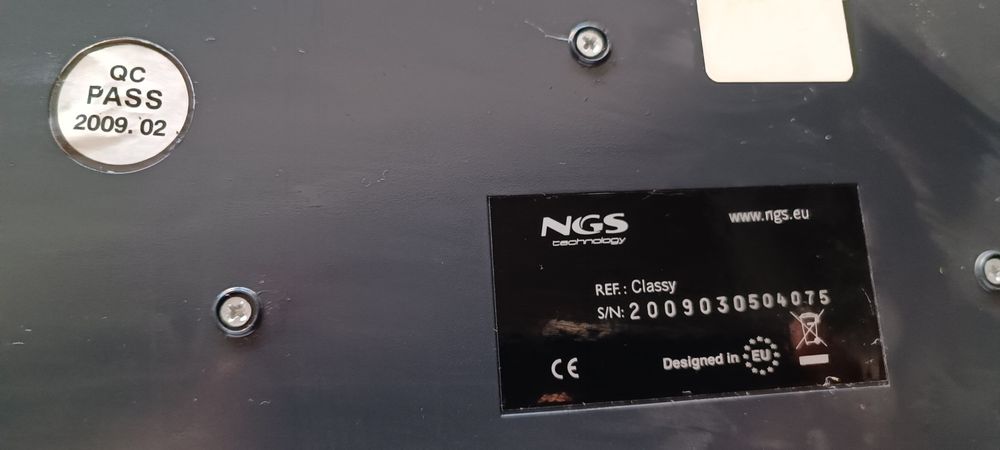 QC
PASS
2009. 02
NGS
technology
www.ngs.eu
REF.: Classy
S/N: 2009030504075
CE
Designed in EU